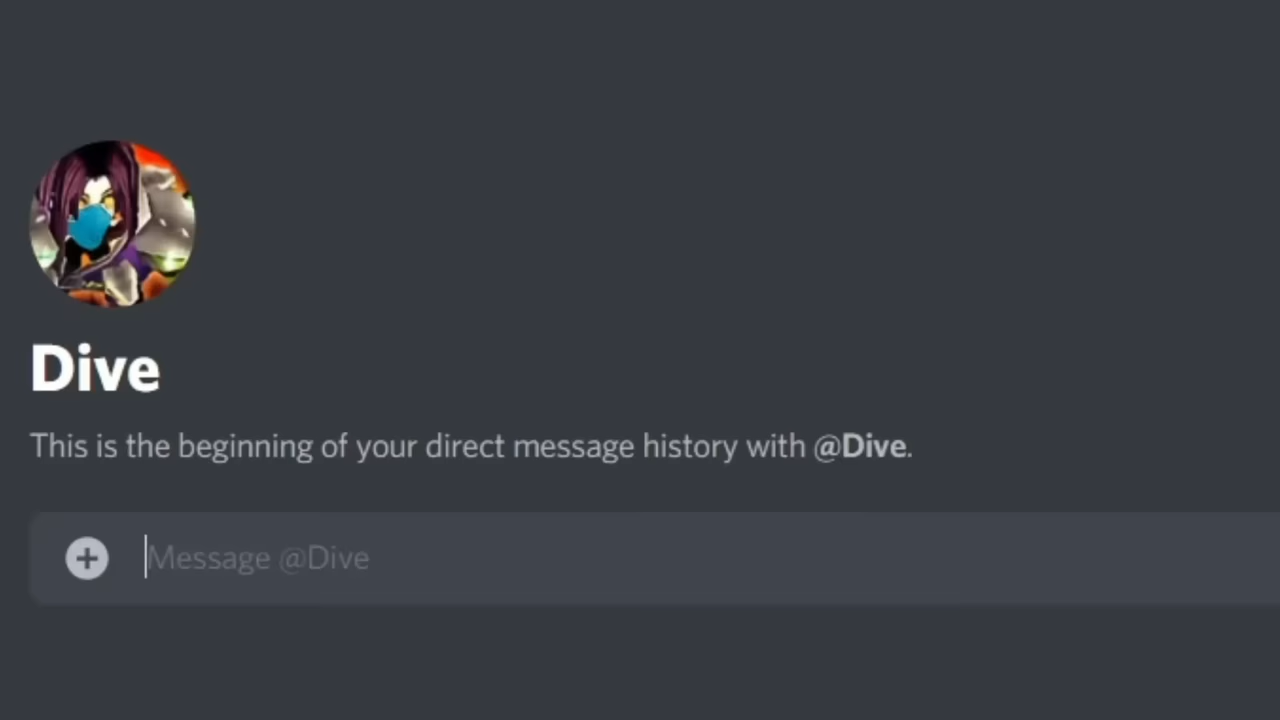 Dive
This is the beginning of your direct message history with @Dive.
Message @Dive